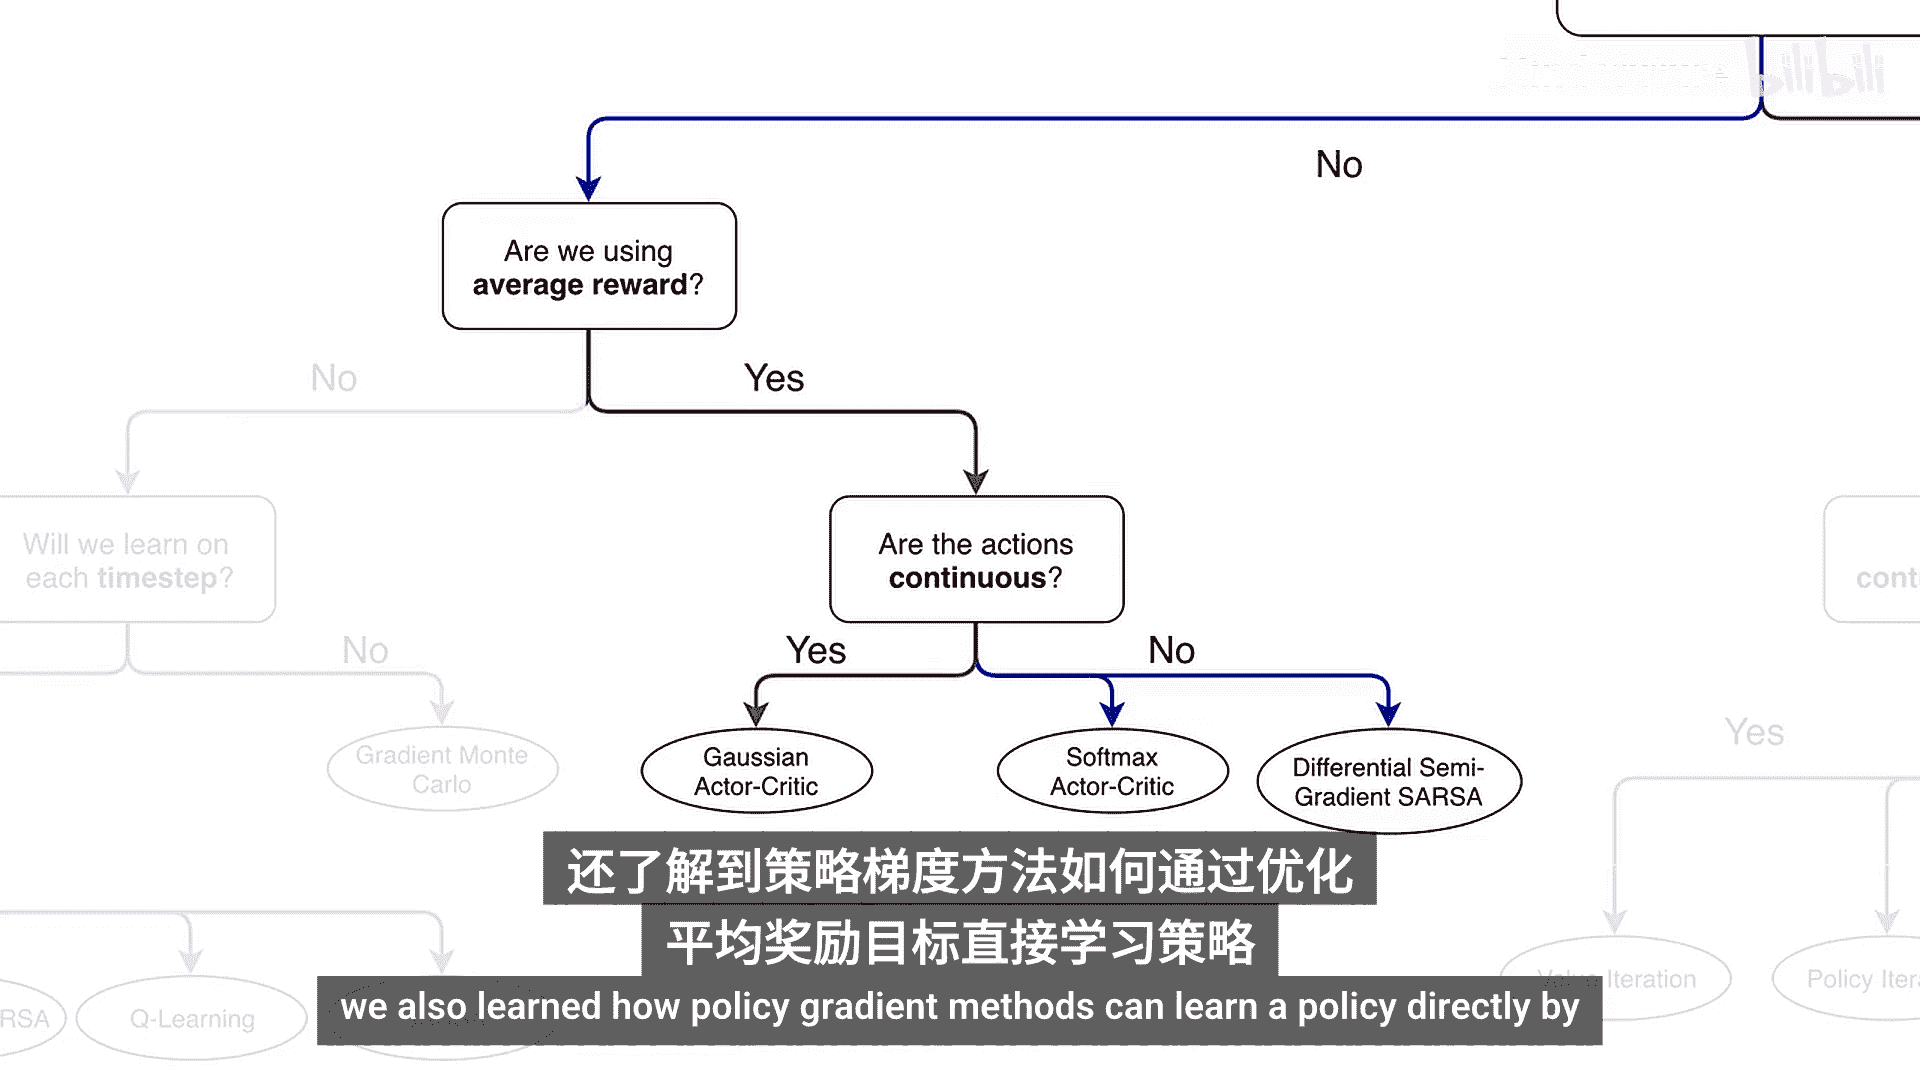 bilibili
No
Are we using
average reward?
No
Yes
Will we learn on
each timestep?
Are the actions
continuous?
No
Yes
No
Gradient Monte
Carlo
Gaussian
Actor-Critic
Softmax
Actor-Critic
Differential Semi-
Gradient SARSA
Yes
还了解到策略梯度方法如何通过优化
平均奖励目标直接学习策略
Iteration
Policy
Q-Learning
we also learned how policy gradient methods can learn a policy directly by